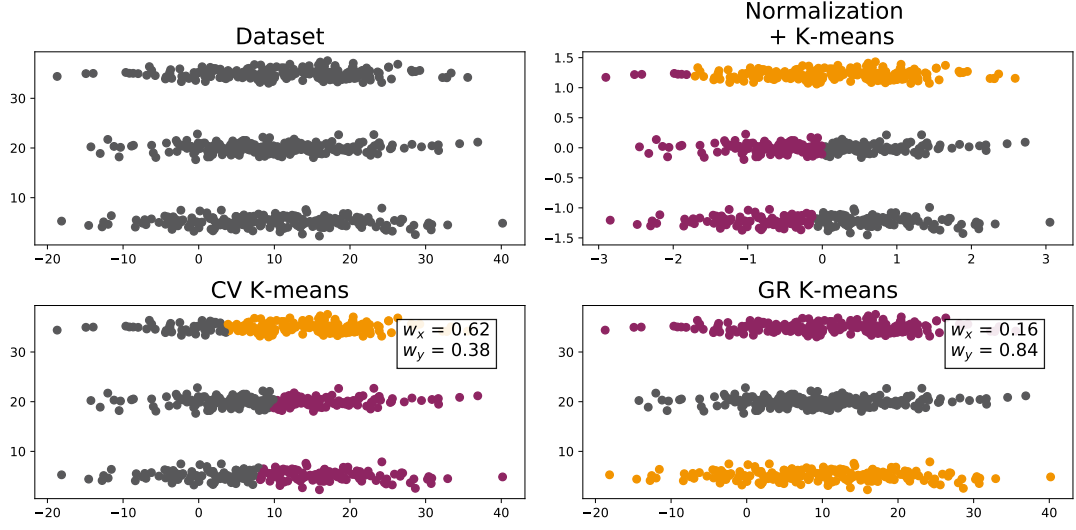 Dataset
30
20
10
−20 −10 0 10 20 30 40
Normalization
+ K-means
1.5
1.0
0.5
0.0
−0.5
−1.0
−1.5
−3 −2 −1 0 1 2 3
CV K-means
w_x = 0.62
w_y = 0.38
30
20
10
−20 −10 0 10 20 30 40
GR K-means
w_x = 0.16
w_y = 0.84
30
20
10
−20 −10 0 10 20 30 40